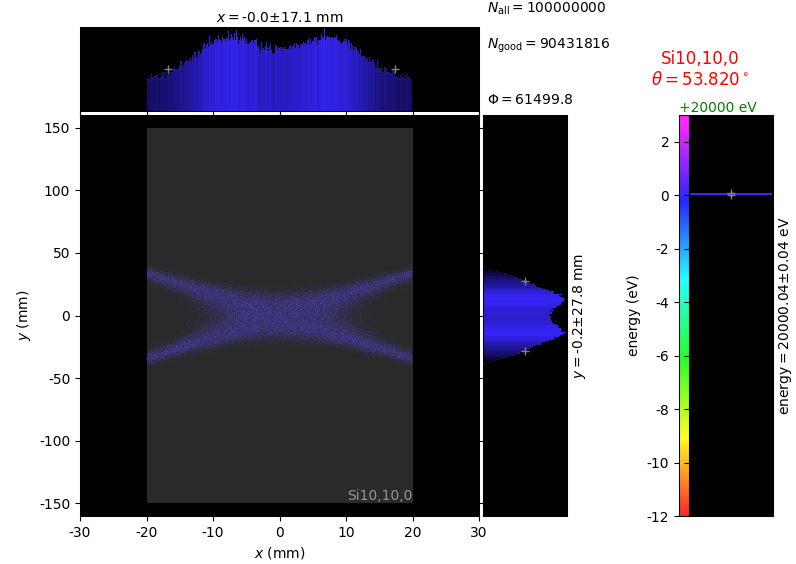 x = -0.0±17.1 mm
N_all = 100000000
N_good = 90431816
Φ = 61499.8
Si10,10,0
θ = 53.820°
+20000 eV
150
100
50
0
-50
-100
-150
y (mm)
Si10,10,0
-30
-20
-10
0
10
20
30
x (mm)
y = -0.2±27.8 mm
2
0
-2
-4
-6
-8
-10
-12
energy (eV)
energy = 20000.04±0.04 eV